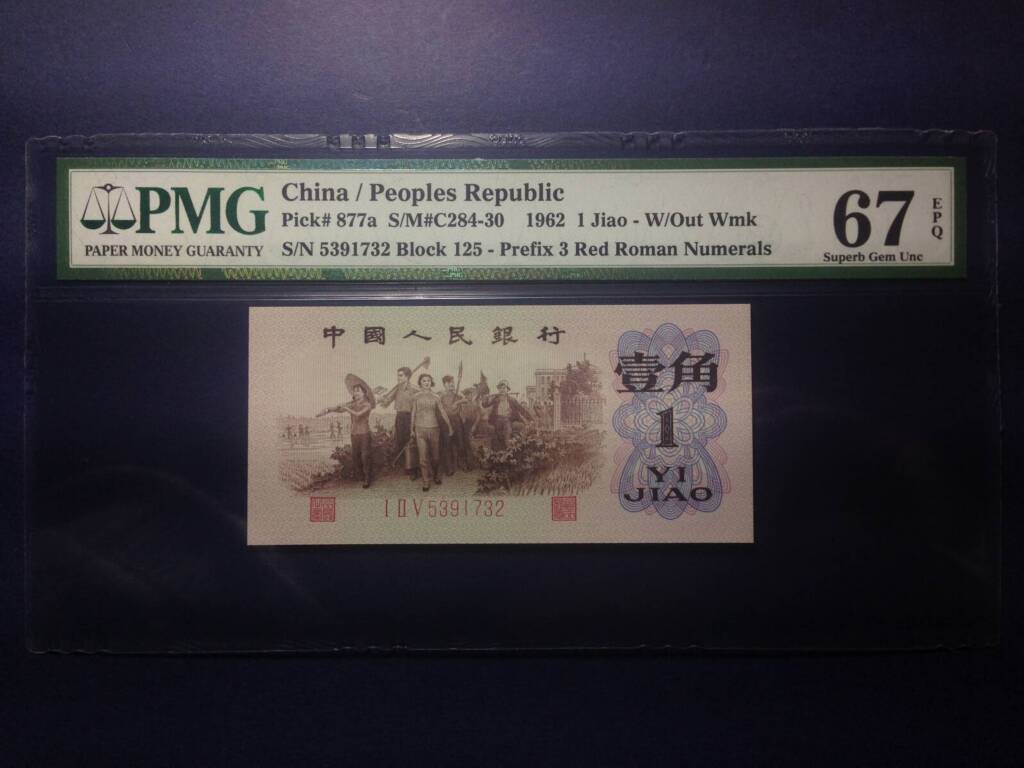 PMG
PAPER MONEY GUARANTY
China / Peoples Republic
Pick# 877a S/M#C284-30 1962 1 Jiao - W/Out Wmk
S/N 5391732 Block 125 - Prefix 3 Red Roman Numerals
67
EPQ
Superb Gem Unc
中國人民銀行
壹角
1
YI
JIAO
I II V 5391732